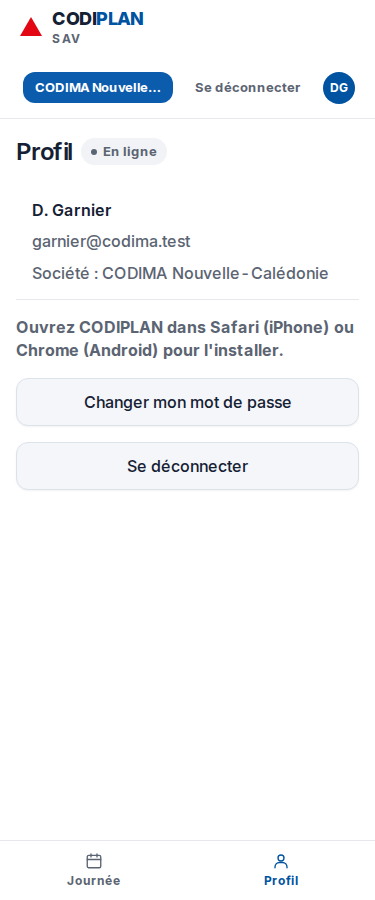 CODIPLAN
SAV
CODIMA Nouvelle…
Se déconnecter
DG
Profil
En ligne
D. Garnier
garnier@codima.test
Société : CODIMA Nouvelle-Calédonie
Ouvrez CODIPLAN dans Safari (iPhone) ou
Chrome (Android) pour l'installer.
Changer mon mot de passe
Se déconnecter
Journée
Profil